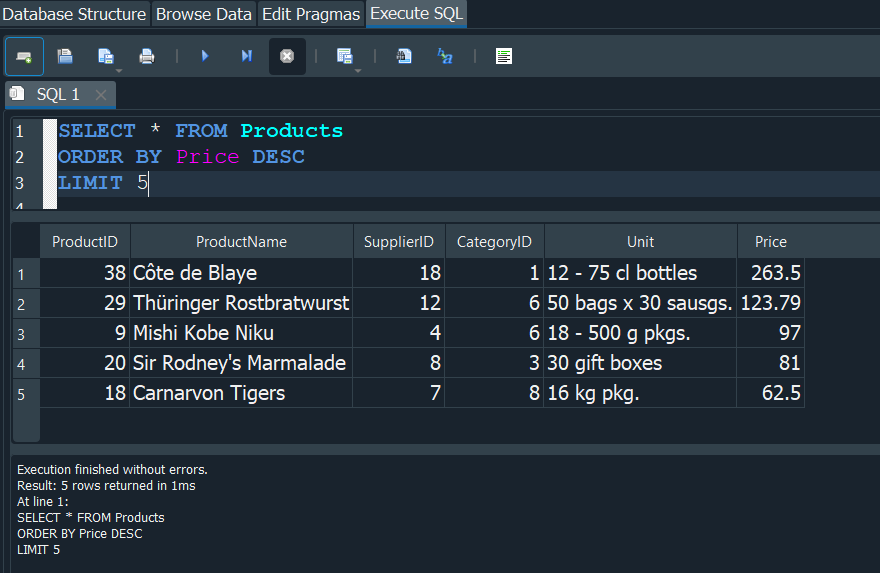 Database Structure Browse Data Edit Pragmas Execute SQL
SQL 1
1 SELECT * FROM Products
2 ORDER BY Price DESC
3 LIMIT 5
4
ProductID ProductName SupplierID CategoryID Unit Price
1 38 Côte de Blaye 18 1 12 - 75 cl bottles 263.5
2 29 Thüringer Rostbratwurst 12 6 50 bags x 30 sausgs. 123.79
3 9 Mishi Kobe Niku 4 6 18 - 500 g pkgs. 97
4 20 Sir Rodney's Marmalade 8 3 30 gift boxes 81
5 18 Carnarvon Tigers 7 8 16 kg pkg. 62.5
Execution finished without errors.
Result: 5 rows returned in 1ms
At line 1:
SELECT * FROM Products
ORDER BY Price DESC
LIMIT 5